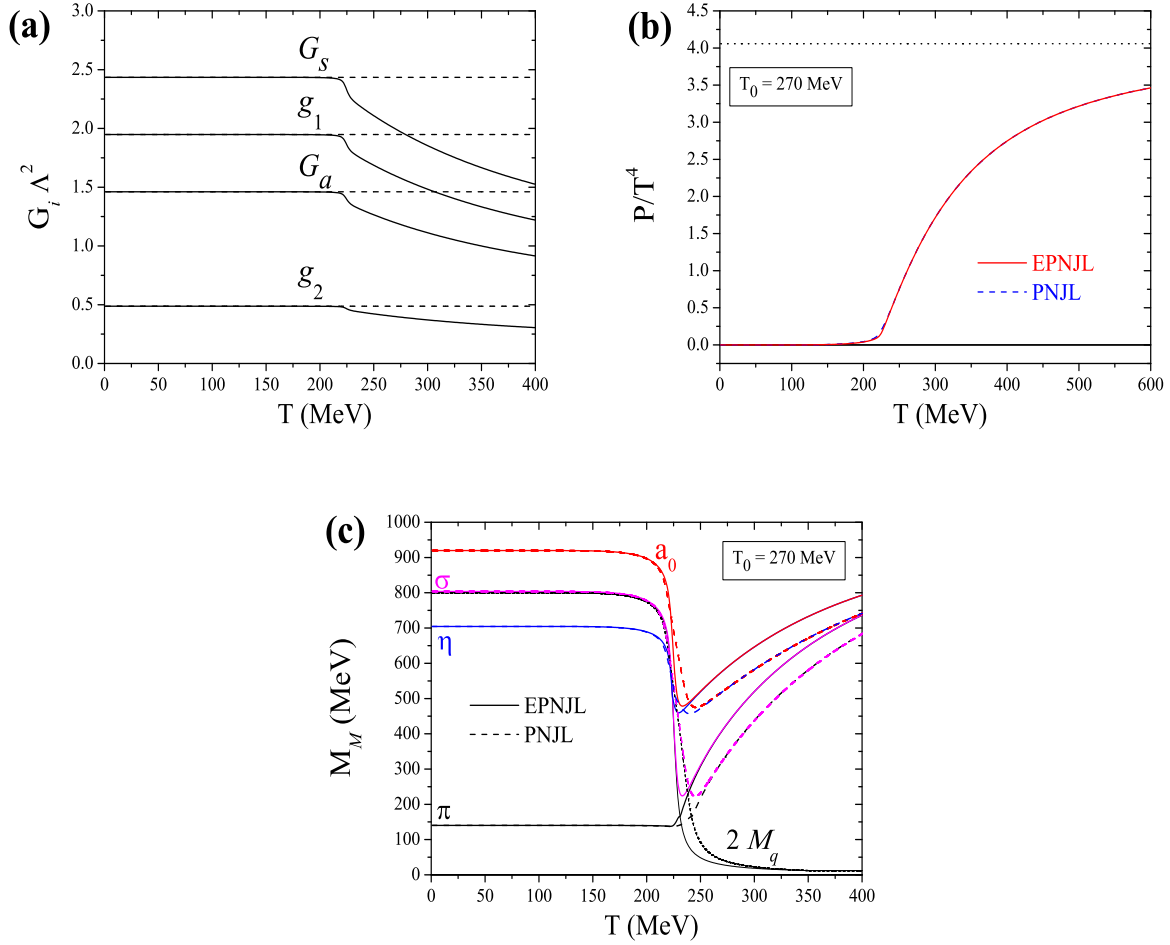 (a)
3.0
2.5
2.0
1.5
1.0
0.5
0.0
G_i Λ^2
G_s
g_1
G_a
g_2
0 50 100 150 200 250 300 350 400
T (MeV)
(b)
4.5
4.0
3.5
3.0
2.5
2.0
1.5
1.0
0.5
0.0
P/T^4
T_0 = 270 MeV
EPNJL
PNJL
0 100 200 300 400 500 600
T (MeV)
(c)
1000
900
800
700
600
500
400
300
200
100
0
M_M (MeV)
a_0
T_0 = 270 MeV
σ
η
EPNJL
PNJL
π
2 M_q
0 50 100 150 200 250 300 350 400
T (MeV)